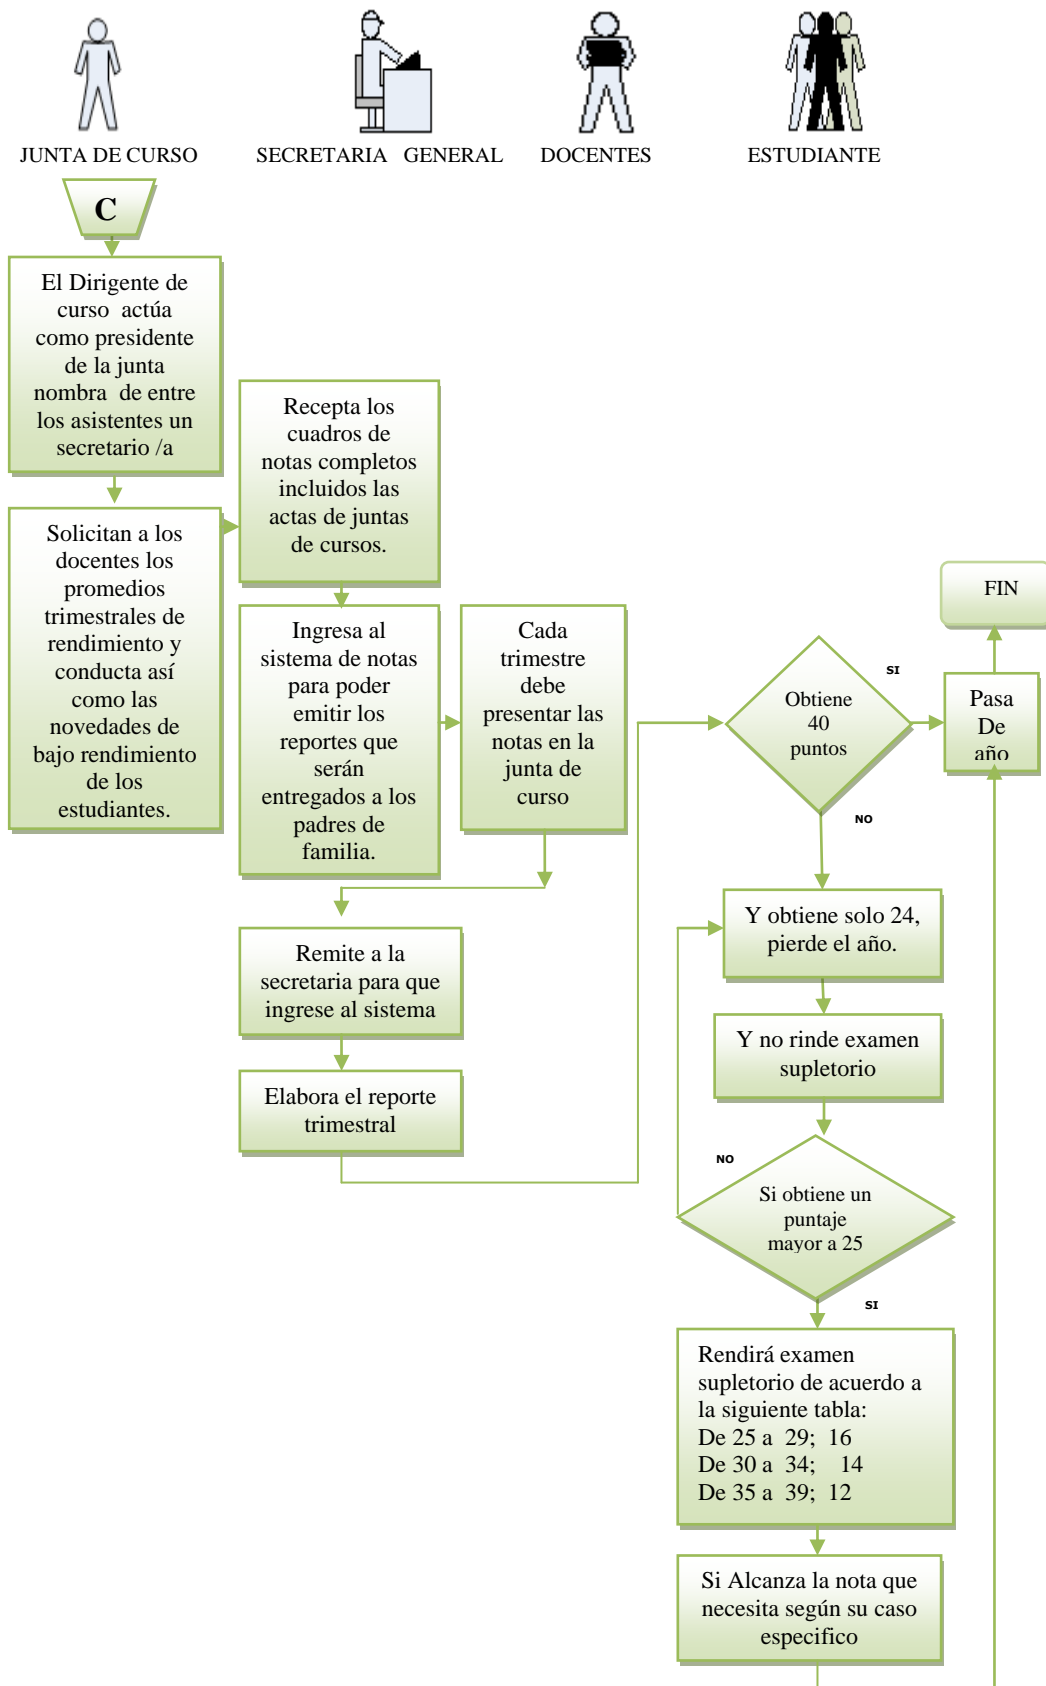 JUNTA DE CURSO
SECRETARIA GENERAL
DOCENTES
ESTUDIANTE
C
El Dirigente de
curso actúa
como presidente
de la junta
nombra de entre
los asistentes un
secretario /a
Solicitan a los
docentes los
promedios
trimestrales de
rendimiento y
conducta así
como las
novedades de
bajo rendimiento
de los
estudiantes.
Recepta los
cuadros de
notas completos
incluidos las
actas de juntas
de cursos.
Ingresa al
sistema de notas
para poder
emitir los
reportes que
serán
entregados a los
padres de
familia.
Cada
trimestre
debe
presentar las
notas en la
junta de
curso
Remite a la
secretaria para que
ingrese al sistema
Elabora el reporte
trimestral
Obtiene
40
puntos
SI
NO
Pasa
De
año
FIN
Y obtiene solo 24,
pierde el año.
Y no rinde examen
supletorio
NO
Si obtiene un
puntaje
mayor a 25
SI
Rendirá examen
supletorio de acuerdo a
la siguiente tabla:
De 25 a 29; 16
De 30 a 34; 14
De 35 a 39; 12
Si Alcanza la nota que
necesita según su caso
especifico